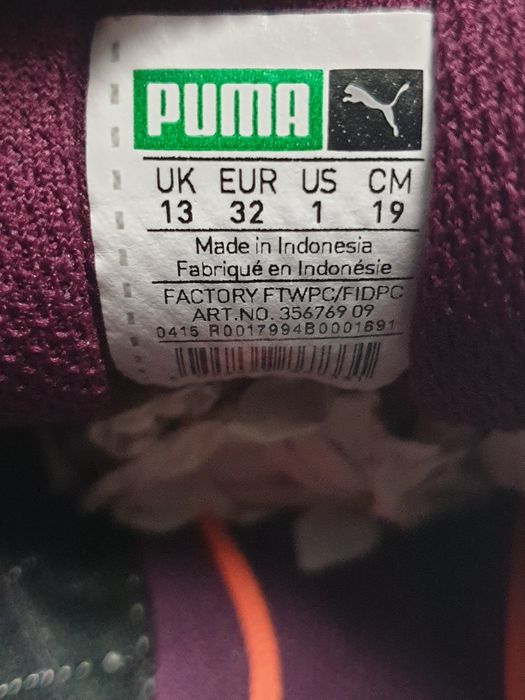 PUMA
UK EUR US CM
13 32 1 19
Made in Indonesia
Fabriqué en Indonésie
FACTORY FTWPC/FIDPC
ART.NO. 356769 09
0415 R0017994B0001691